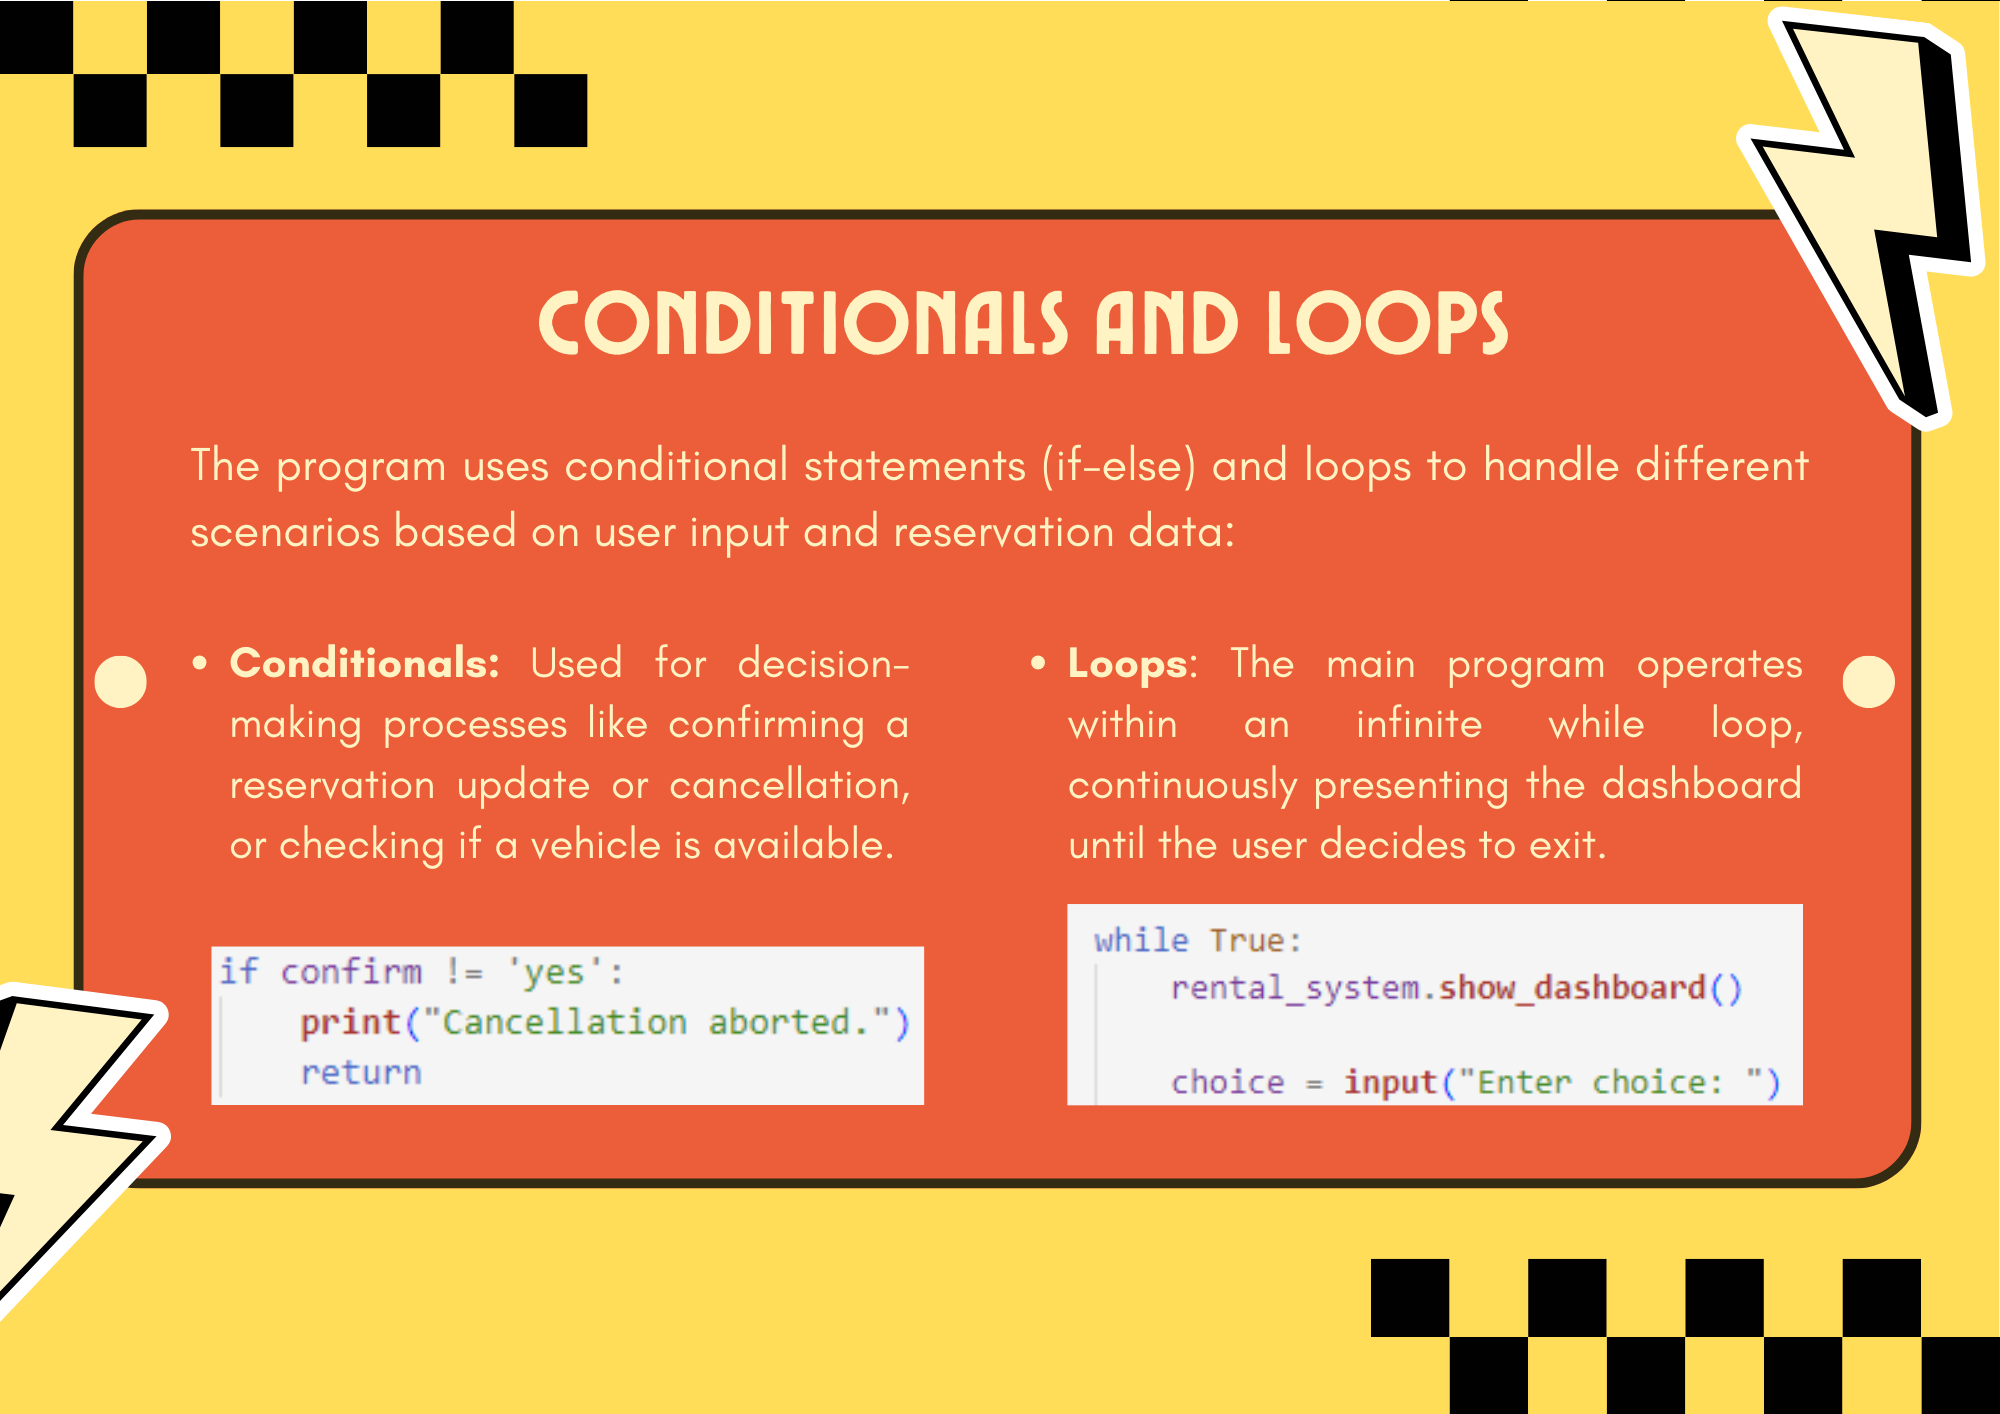 CONDITIONALS AND LOOPS
The program uses conditional statements (if-else) and loops to handle different
scenarios based on user input and reservation data:
• Conditionals: Used for decision-
making processes like confirming a
reservation update or cancellation,
or checking if a vehicle is available.
if confirm != 'yes':
    print("Cancellation aborted.")
    return
• Loops: The main program operates
within an infinite while loop,
continuously presenting the dashboard
until the user decides to exit.
while True:
    rental_system.show_dashboard()
    choice = input("Enter choice: ")